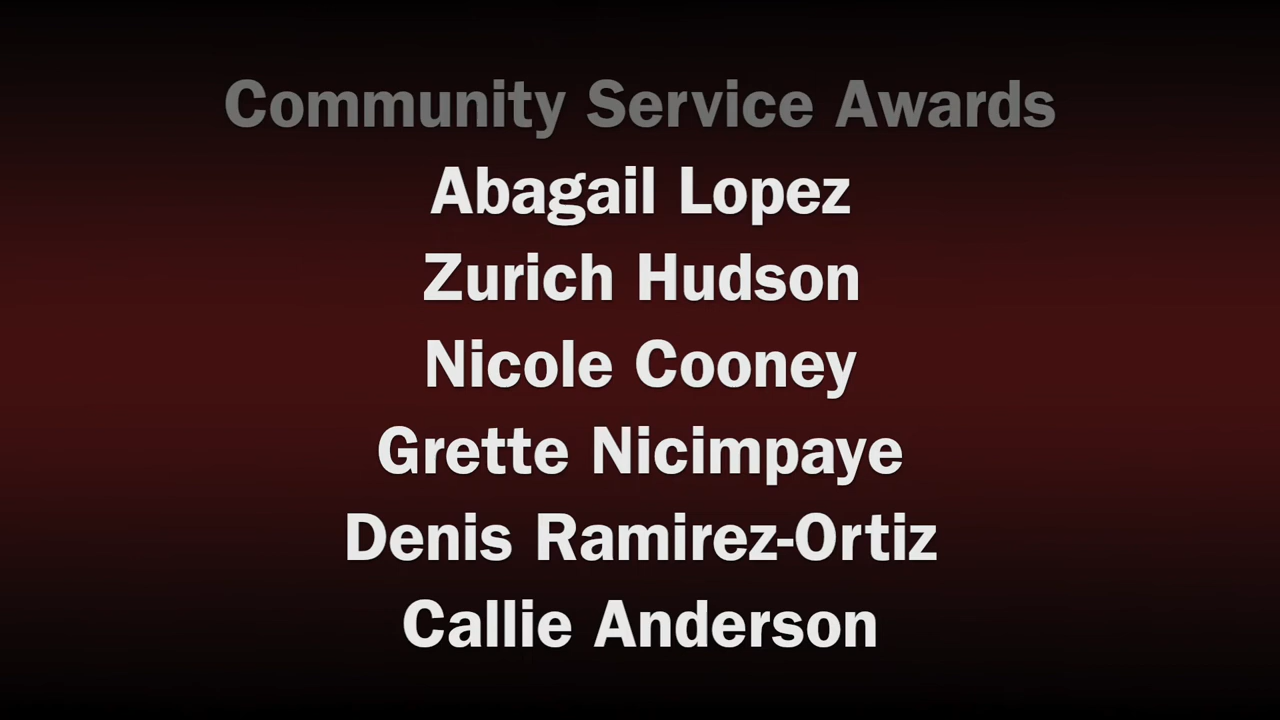 Community Service Awards
Abagail Lopez
Zurich Hudson
Nicole Cooney
Grette Nicimpaye
Denis Ramirez-Ortiz
Callie Anderson